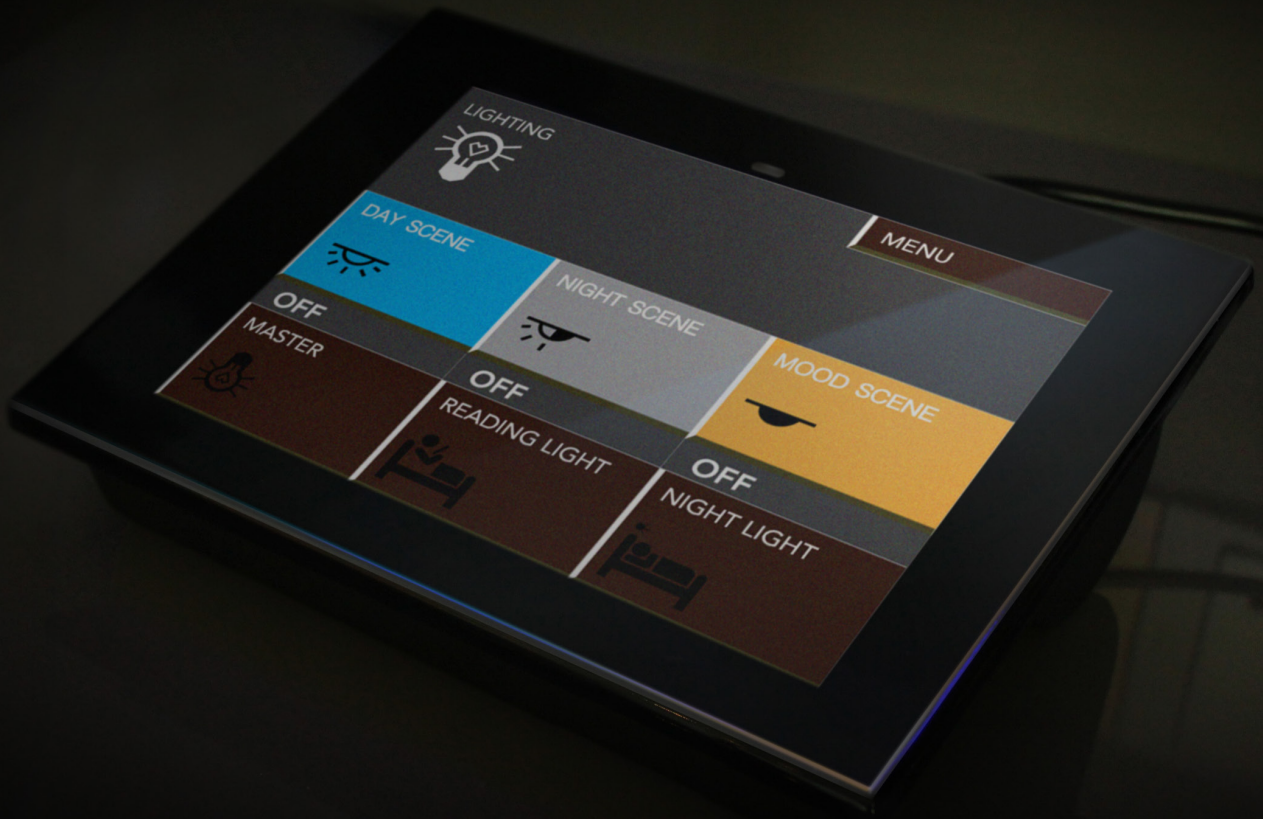 LIGHTING
MENU
DAY SCENE
NIGHT SCENE
MOOD SCENE
OFF
OFF
OFF
MASTER
READING LIGHT
NIGHT LIGHT